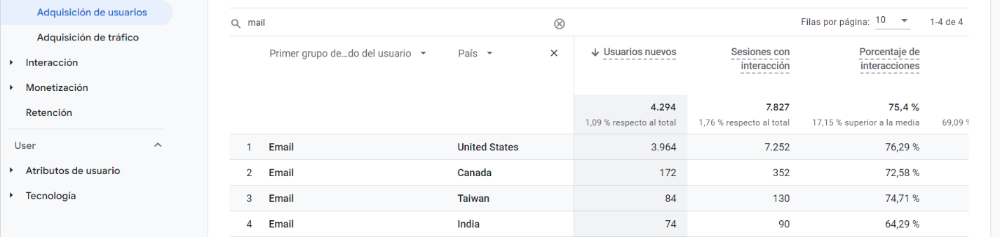 Adquisición de usuarios
Adquisición de tráfico
Interacción
Monetización
Retención
User
Atributos de usuario
Tecnología
mail
Filas por página: 10 1-4 de 4
Primer grupo de...do del usuario País Usuarios nuevos Sesiones con interacción Porcentaje de interacciones
4.294 7.827 75,4 %
1,09 % respecto al total 1,76 % respecto al total 17,15 % superior a la media 69,09 %
1 Email United States 3.964 7.252 76,29 %
2 Email Canada 172 352 72,58 %
3 Email Taiwan 84 130 74,71 %
4 Email India 74 90 64,29 %